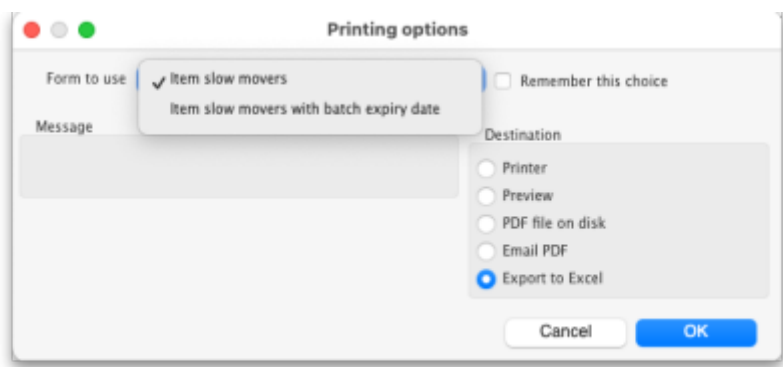 Printing options
Form to use
Item slow movers
Remember this choice
Item slow movers with batch expiry date
Message
Destination
Printer
Preview
PDF file on disk
Email PDF
Export to Excel
Cancel
OK